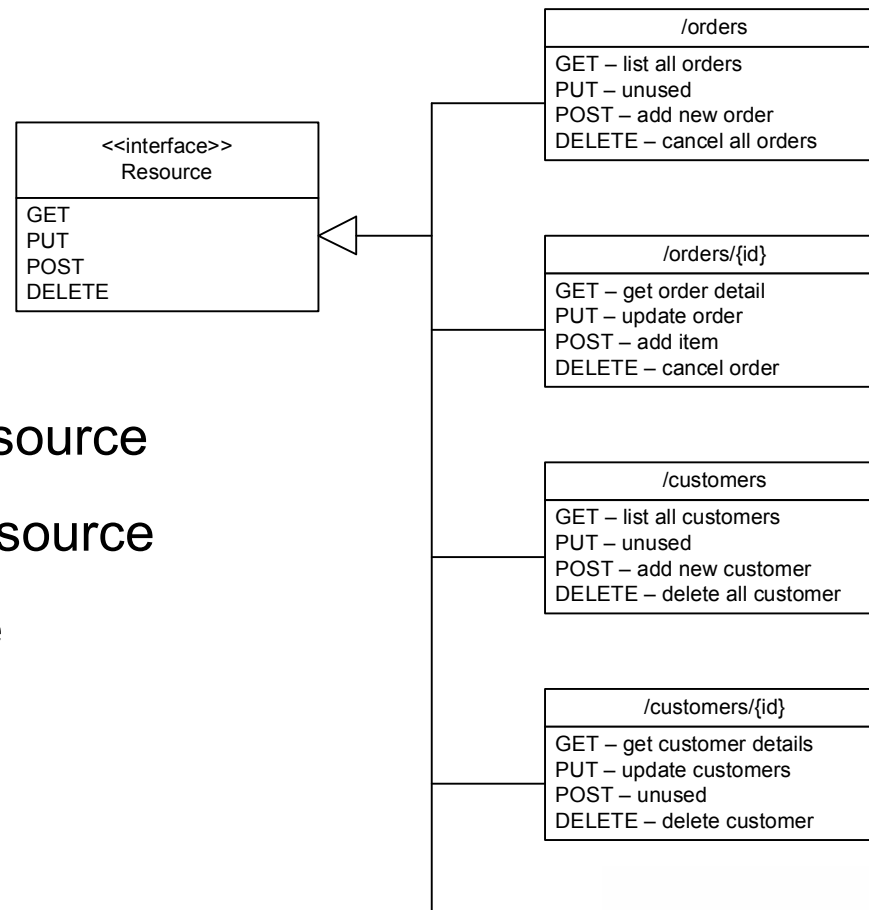 /orders
GET – list all orders
PUT – unused
POST – add new order
DELETE – cancel all orders
<<interface>>
Resource
GET
PUT
POST
DELETE
/orders/{id}
GET – get order detail
PUT – update order
POST – add item
DELETE – cancel order
source
source
/customers
GET – list all customers
PUT – unused
POST – add new customer
DELETE – delete all customer
/customers/{id}
GET – get customer details
PUT – update customers
POST – unused
DELETE – delete customer